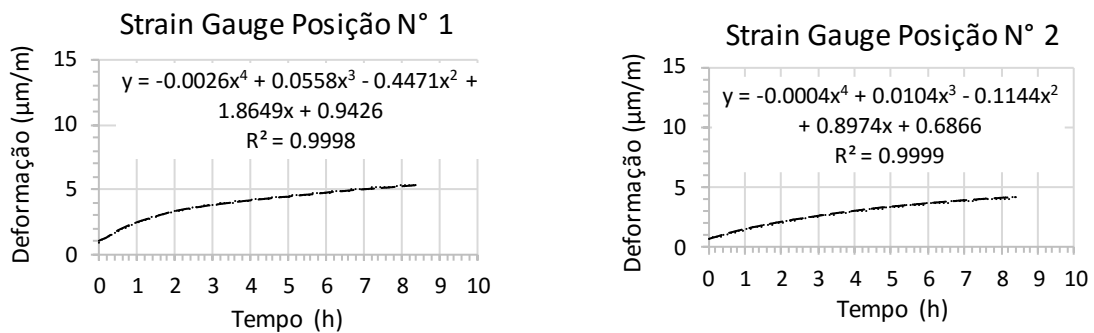 Strain Gauge Posição N° 1
Deformação (µm/m)
15
10
5
0
y = -0.0026x⁴ + 0.0558x³ - 0.4471x² +
1.8649x + 0.9426
R² = 0.9998
0 1 2 3 4 5 6 7 8 9 10
Tempo (h)
Strain Gauge Posição N° 2
Deformação (µm/m)
15
10
5
0
y = -0.0004x⁴ + 0.0104x³ - 0.1144x²
+ 0.8974x + 0.6866
R² = 0.9999
0 1 2 3 4 5 6 7 8 9 10
Tempo (h)